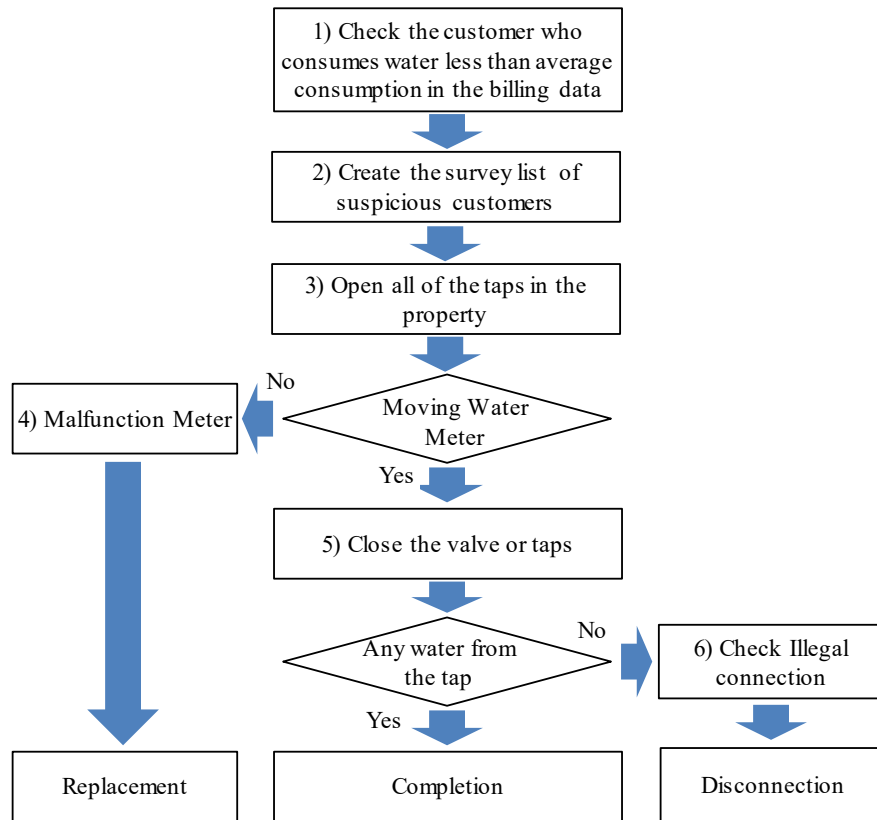 1) Check the customer who
consumes water less than average
consumption in the billing data
2) Create the survey list of
suspicious customers
3) Open all of the taps in the
property
No
4) Malfunction Meter
Moving Water
Meter
Yes
5) Close the valve or taps
No
Any water from
the tap
6) Check Illegal
connection
Yes
Replacement
Completion
Disconnection